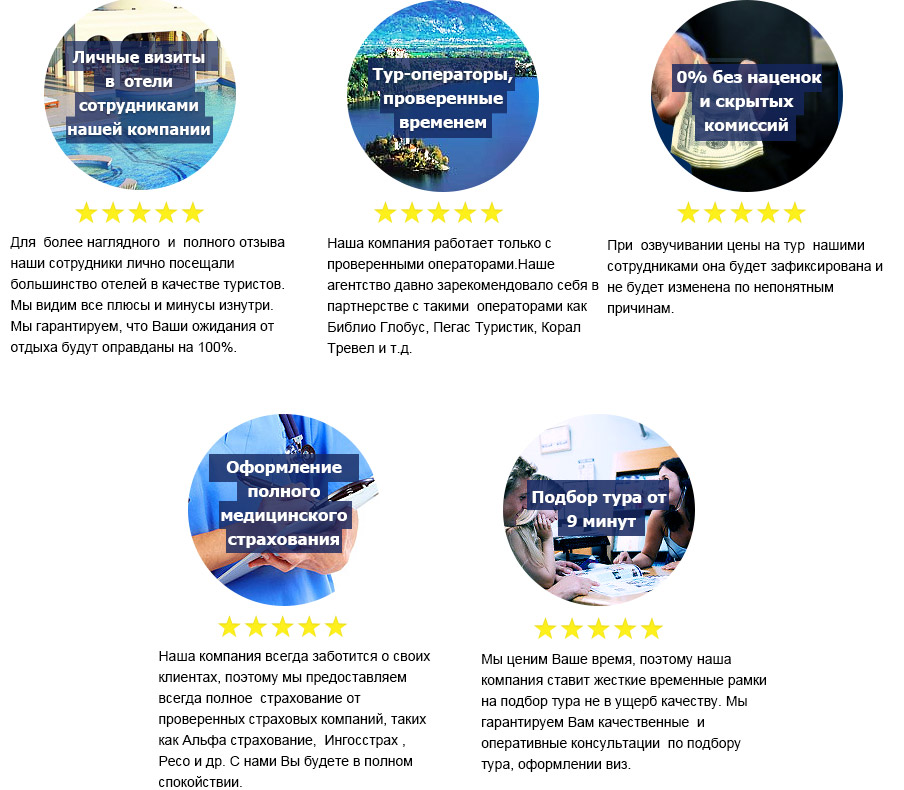 Личные визиты
в отели
сотрудниками
нашей компании
Для более наглядного и полного отзыва
наши сотрудники лично посещали
большинство отелей в качестве туристов.
Мы видим все плюсы и минусы изнутри.
Мы гарантируем, что Ваши ожидания от
отдыха будут оправданы на 100%.
Тур-операторы,
проверенные
временем
Наша компания работает только с
проверенными операторами.Наше
агентство давно зарекомендовало себя в
партнерстве с такими операторами как
Библио Глобус, Пегас Туристик, Корал
Тревел и т.д.
0% без наценок
и скрытых
комиссий
При озвучивании цены на тур нашими
сотрудниками она будет зафиксирована и
не будет изменена по непонятным
причинам.
Оформление
полного
медицинского
страхования
Наша компания всегда заботится о своих
клиентах, поэтому мы предоставляем
всегда полное страхование от
проверенных страховых компаний, таких
как Альфа страхование, Ингосстрах ,
Ресо и др. С нами Вы будете в полном
спокойствии.
Подбор тура от
9 минут
Мы ценим Ваше время, поэтому наша
компания ставит жесткие временные рамки
на подбор тура не в ущерб качеству. Мы
гарантируем Вам качественные и
оперативные консультации по подбору
тура, оформлении виз.